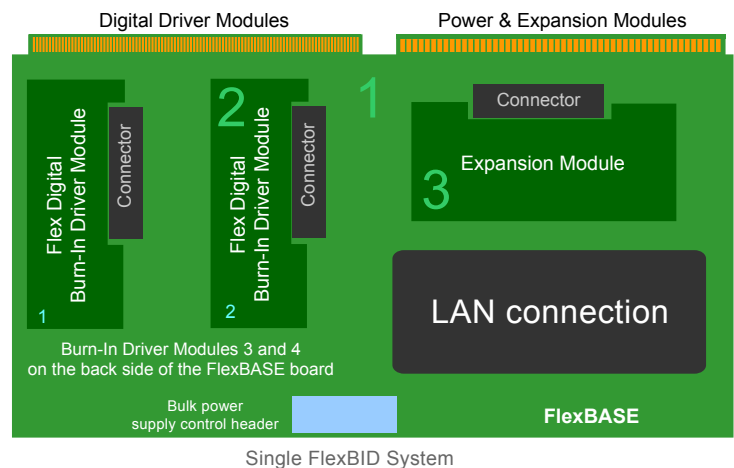 Digital Driver Modules
Power & Expansion Modules
1
2
Flex Digital
Burn-In Driver Module
Connector
1
Flex Digital
Burn-In Driver Module
Connector
2
Connector
Expansion Module
3
LAN connection
Burn-In Driver Modules 3 and 4
on the back side of the FlexBASE board
Bulk power
supply control header
FlexBASE
Single FlexBID System